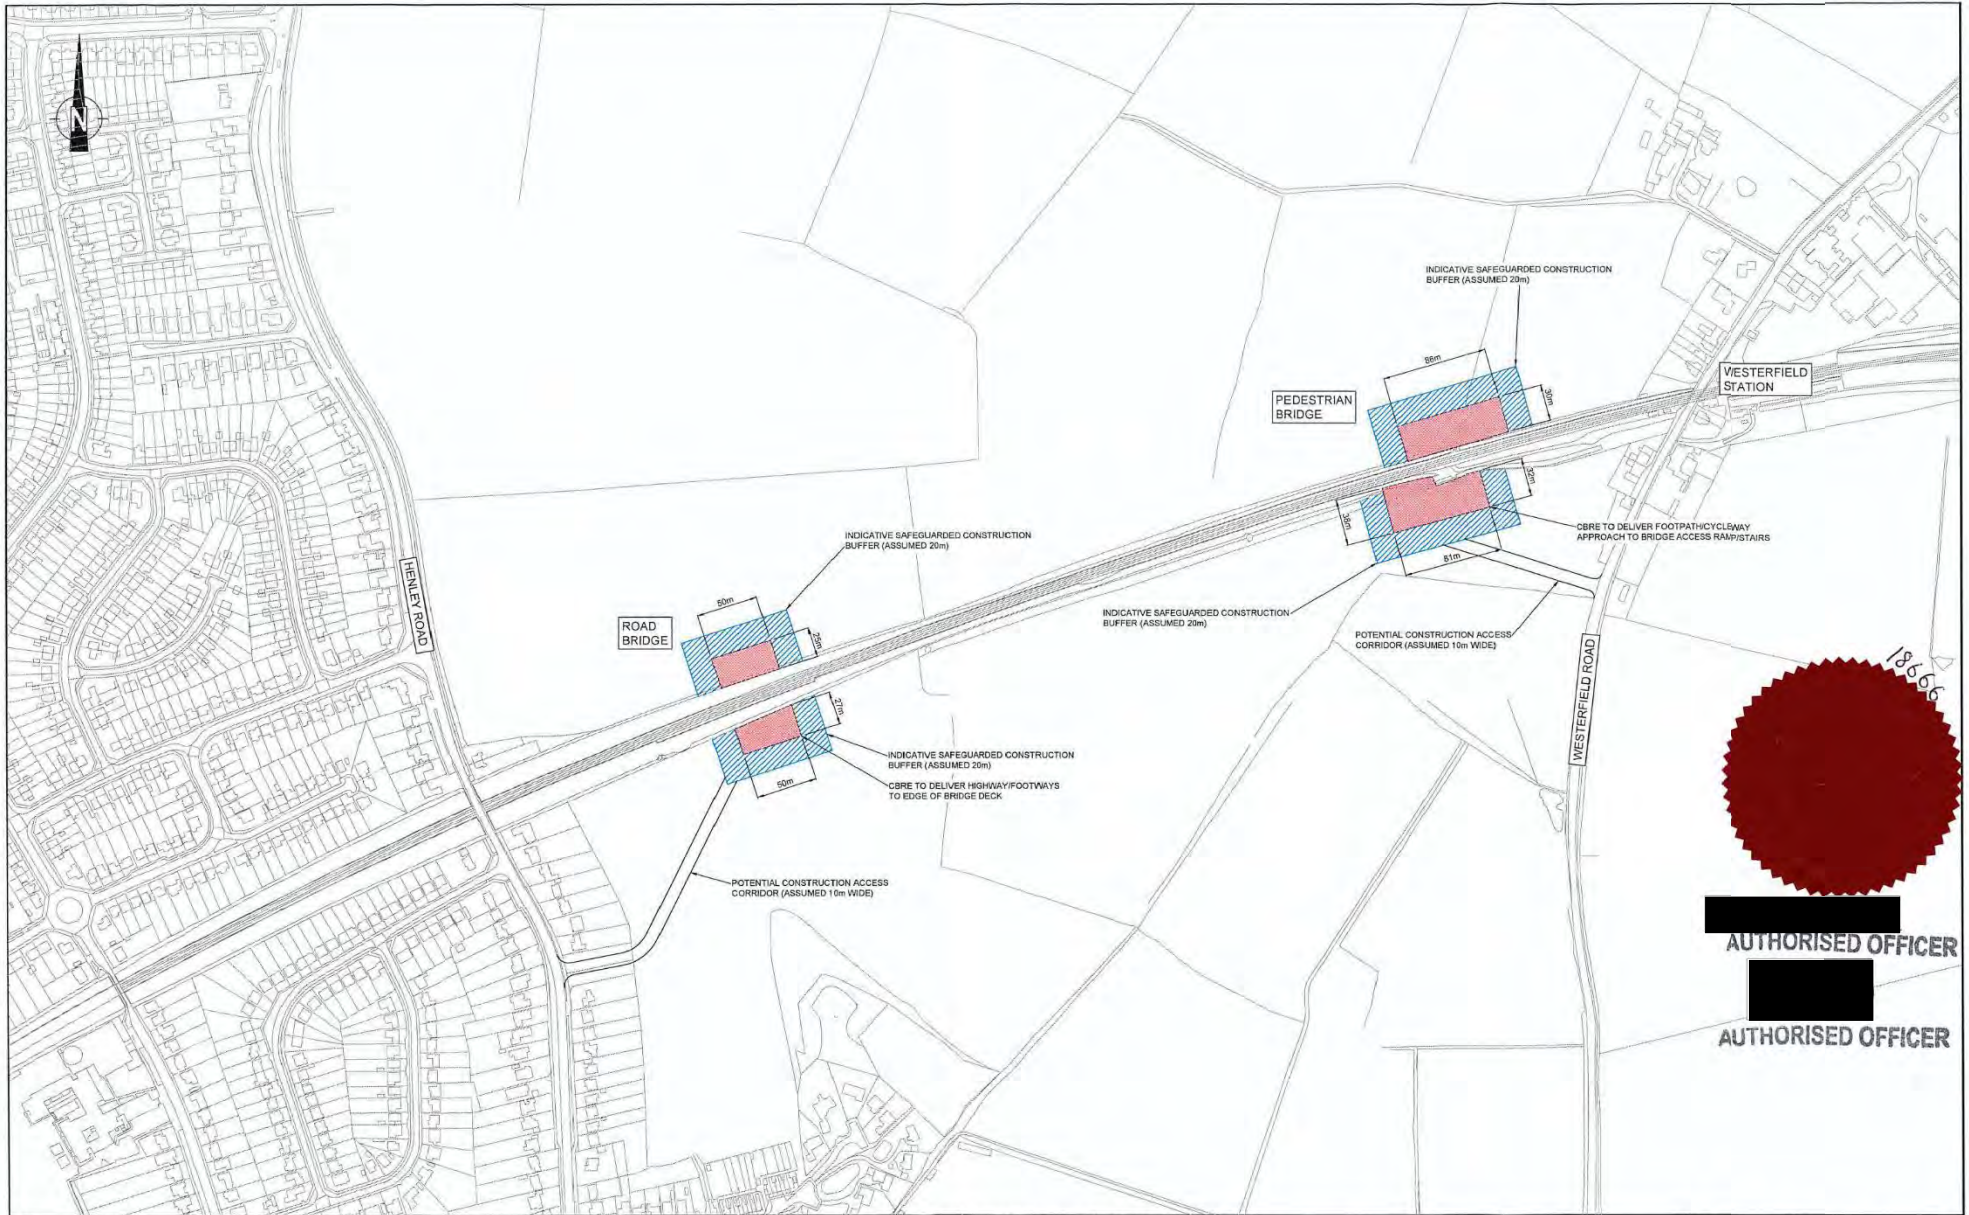 N
INDICATIVE SAFEGUARDED CONSTRUCTION
BUFFER (ASSUMED 20m)
86m
30m
WESTERFIELD
STATION
PEDESTRIAN
BRIDGE
32m
38m
81m
CBRE TO DELIVER FOOTPATH/CYCLEWAY
APPROACH TO BRIDGE ACCESS RAMP/STAIRS
INDICATIVE SAFEGUARDED CONSTRUCTION
BUFFER (ASSUMED 20m)
HENLEY ROAD
INDICATIVE SAFEGUARDED CONSTRUCTION
BUFFER (ASSUMED 20m)
POTENTIAL CONSTRUCTION ACCESS
CORRIDOR (ASSUMED 10m WIDE)
50m
25m
ROAD
BRIDGE
WESTERFIELD ROAD
18666
27m
50m
INDICATIVE SAFEGUARDED CONSTRUCTION
BUFFER (ASSUMED 20m)
CBRE TO DELIVER HIGHWAY/FOOTWAYS
TO EDGE OF BRIDGE DECK
POTENTIAL CONSTRUCTION ACCESS
CORRIDOR (ASSUMED 10m WIDE)
AUTHORISED OFFICER
AUTHORISED OFFICER